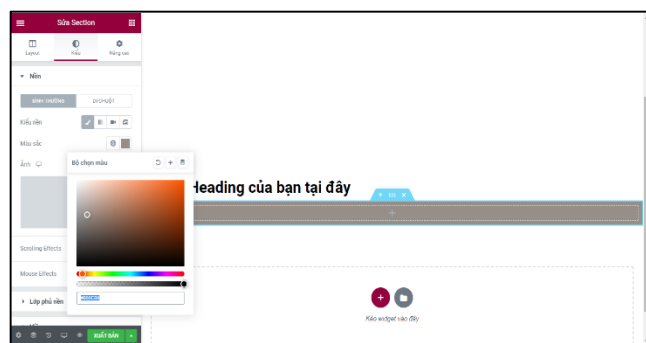 Sửa Section
Layout
Kiểu
Nâng cao
Nền
BÌNH THƯỜNG
DI CHUỘT
Kiểu nền
Màu sắc
Ảnh
Bộ chọn màu
Heading của bạn tại đây
Scrolling Effects
Mouse Effects
Lớp phủ nền
Kéo widget vào đây
XUẤT BẢN